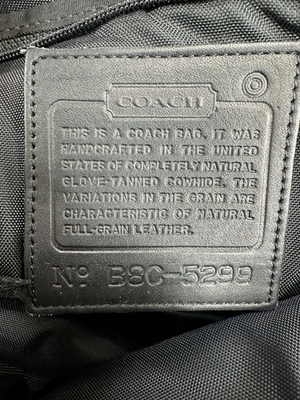 COACH ©
THIS IS A COACH BAG. IT WAS
HANDCRAFTED IN THE UNITED
STATES OF COMPLETELY NATURAL
GLOVE-TANNED COWHIDE. THE
VARIATIONS IN THE GRAIN ARE
CHARACTERISTIC OF NATURAL
FULL-GRAIN LEATHER.
Nº B8C-5299